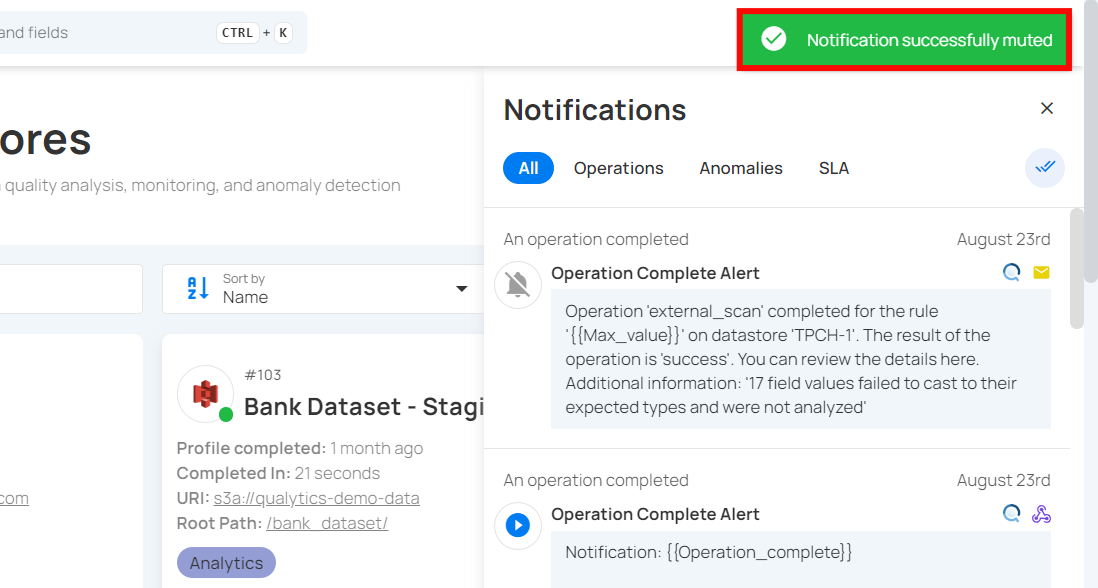 and fields
CTRL + K
Notification successfully muted
ores
quality analysis, monitoring, and anomaly detection
Sort by
Name
#103
Bank Dataset - Stagi
Profile completed: 1 month ago
Completed In: 21 seconds
URI: s3a://qualytics-demo-data
Root Path: /bank_dataset/
Analytics
com
Notifications
All
Operations
Anomalies
SLA
An operation completed
August 23rd
Operation Complete Alert
Operation 'external_scan' completed for the rule
'{{Max_value}}' on datastore 'TPCH-1'. The result of the
operation is 'success'. You can review the details here.
Additional information: '17 field values failed to cast to their
expected types and were not analyzed'
An operation completed
August 23rd
Operation Complete Alert
Notification: {{Operation_complete}}